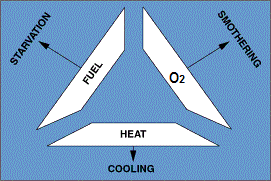 STARVATION
FUEL
O2
SMOTHERING
HEAT
COOLING